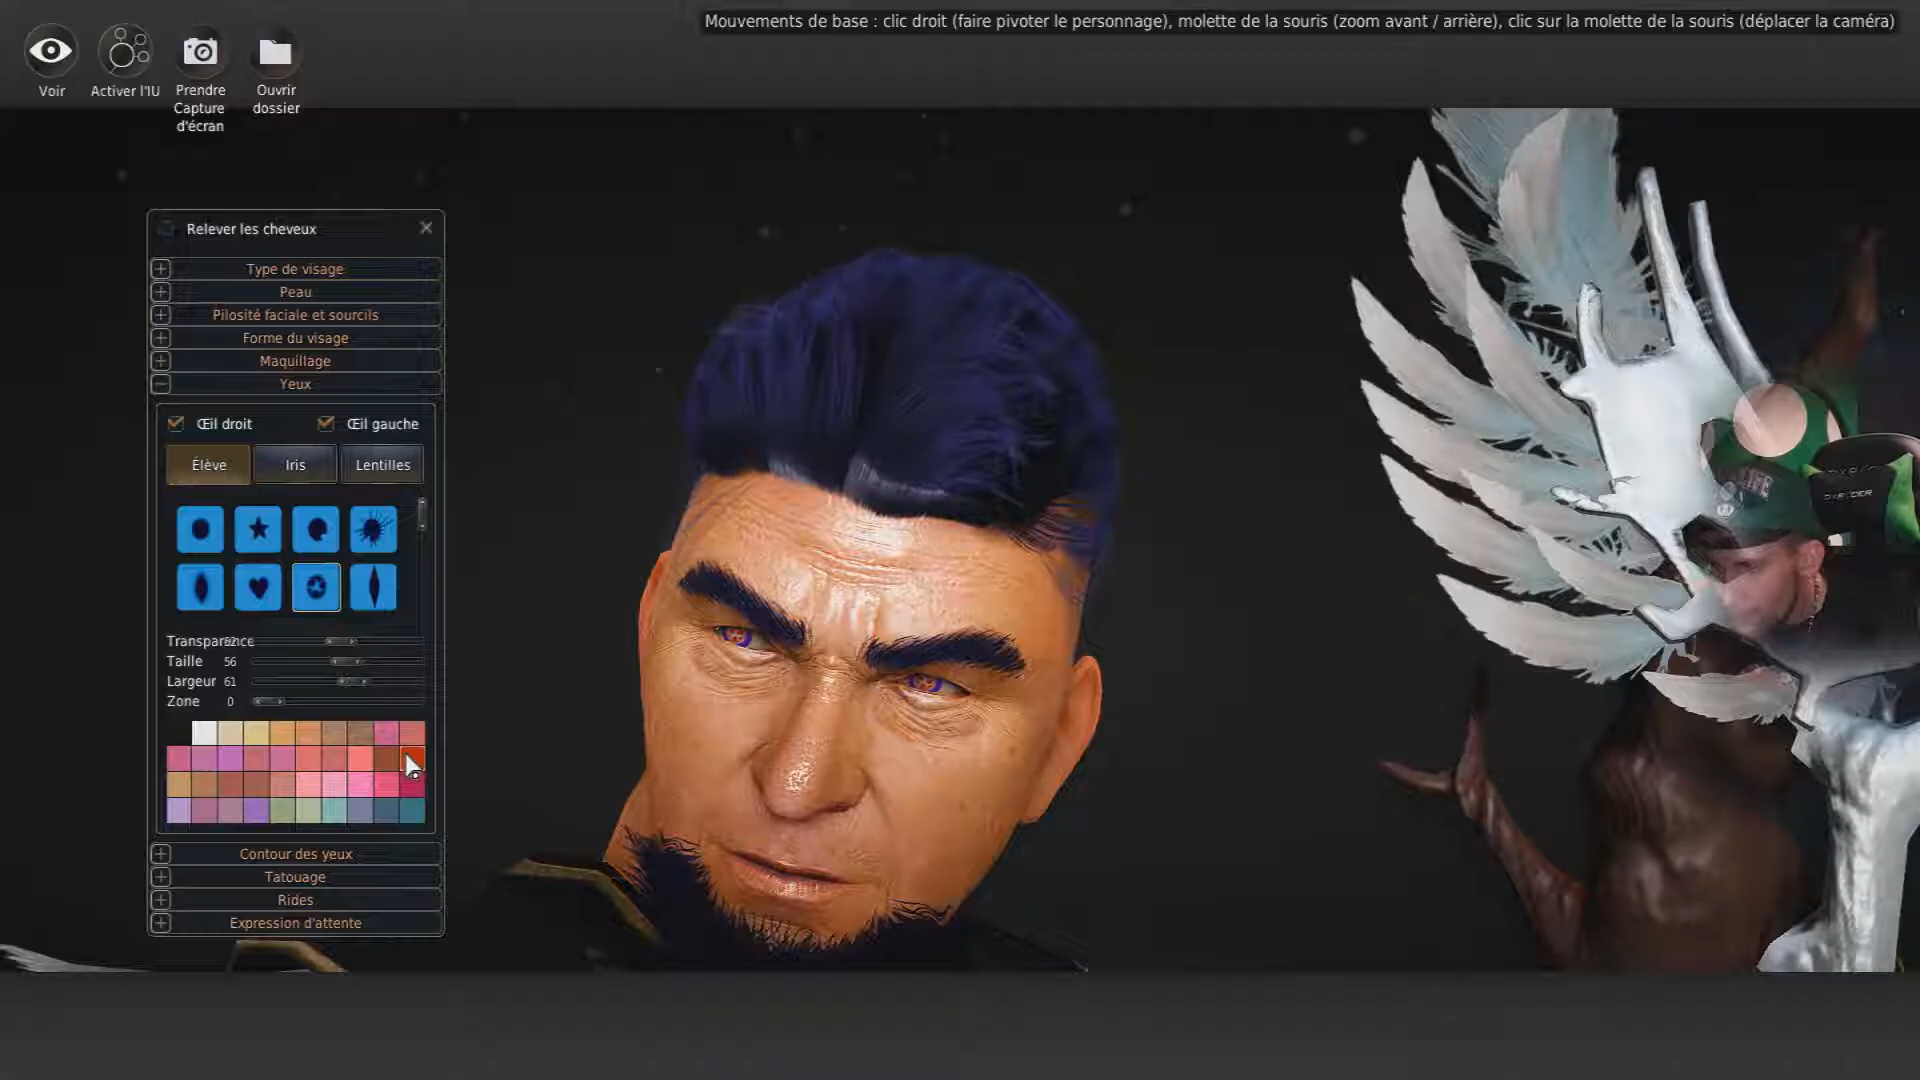 Mouvements de base : clic droit (faire pivoter le personnage), molette de la souris (zoom avant / arrière), clic sur la molette de la souris (déplacer la caméra)
Voir
Activer l'IU
Prendre
Capture
d'écran
Ouvrir
dossier
Relever les cheveux
Type de visage
Peau
Pilosité faciale et sourcils
Forme du visage
Maquillage
Yeux
Œil droit
Œil gauche
Élève
Iris
Lentilles
Transparence
Taille 56
Largeur 61
Zone 0
Contour des yeux
Tatouage
Rides
Expression d'attente